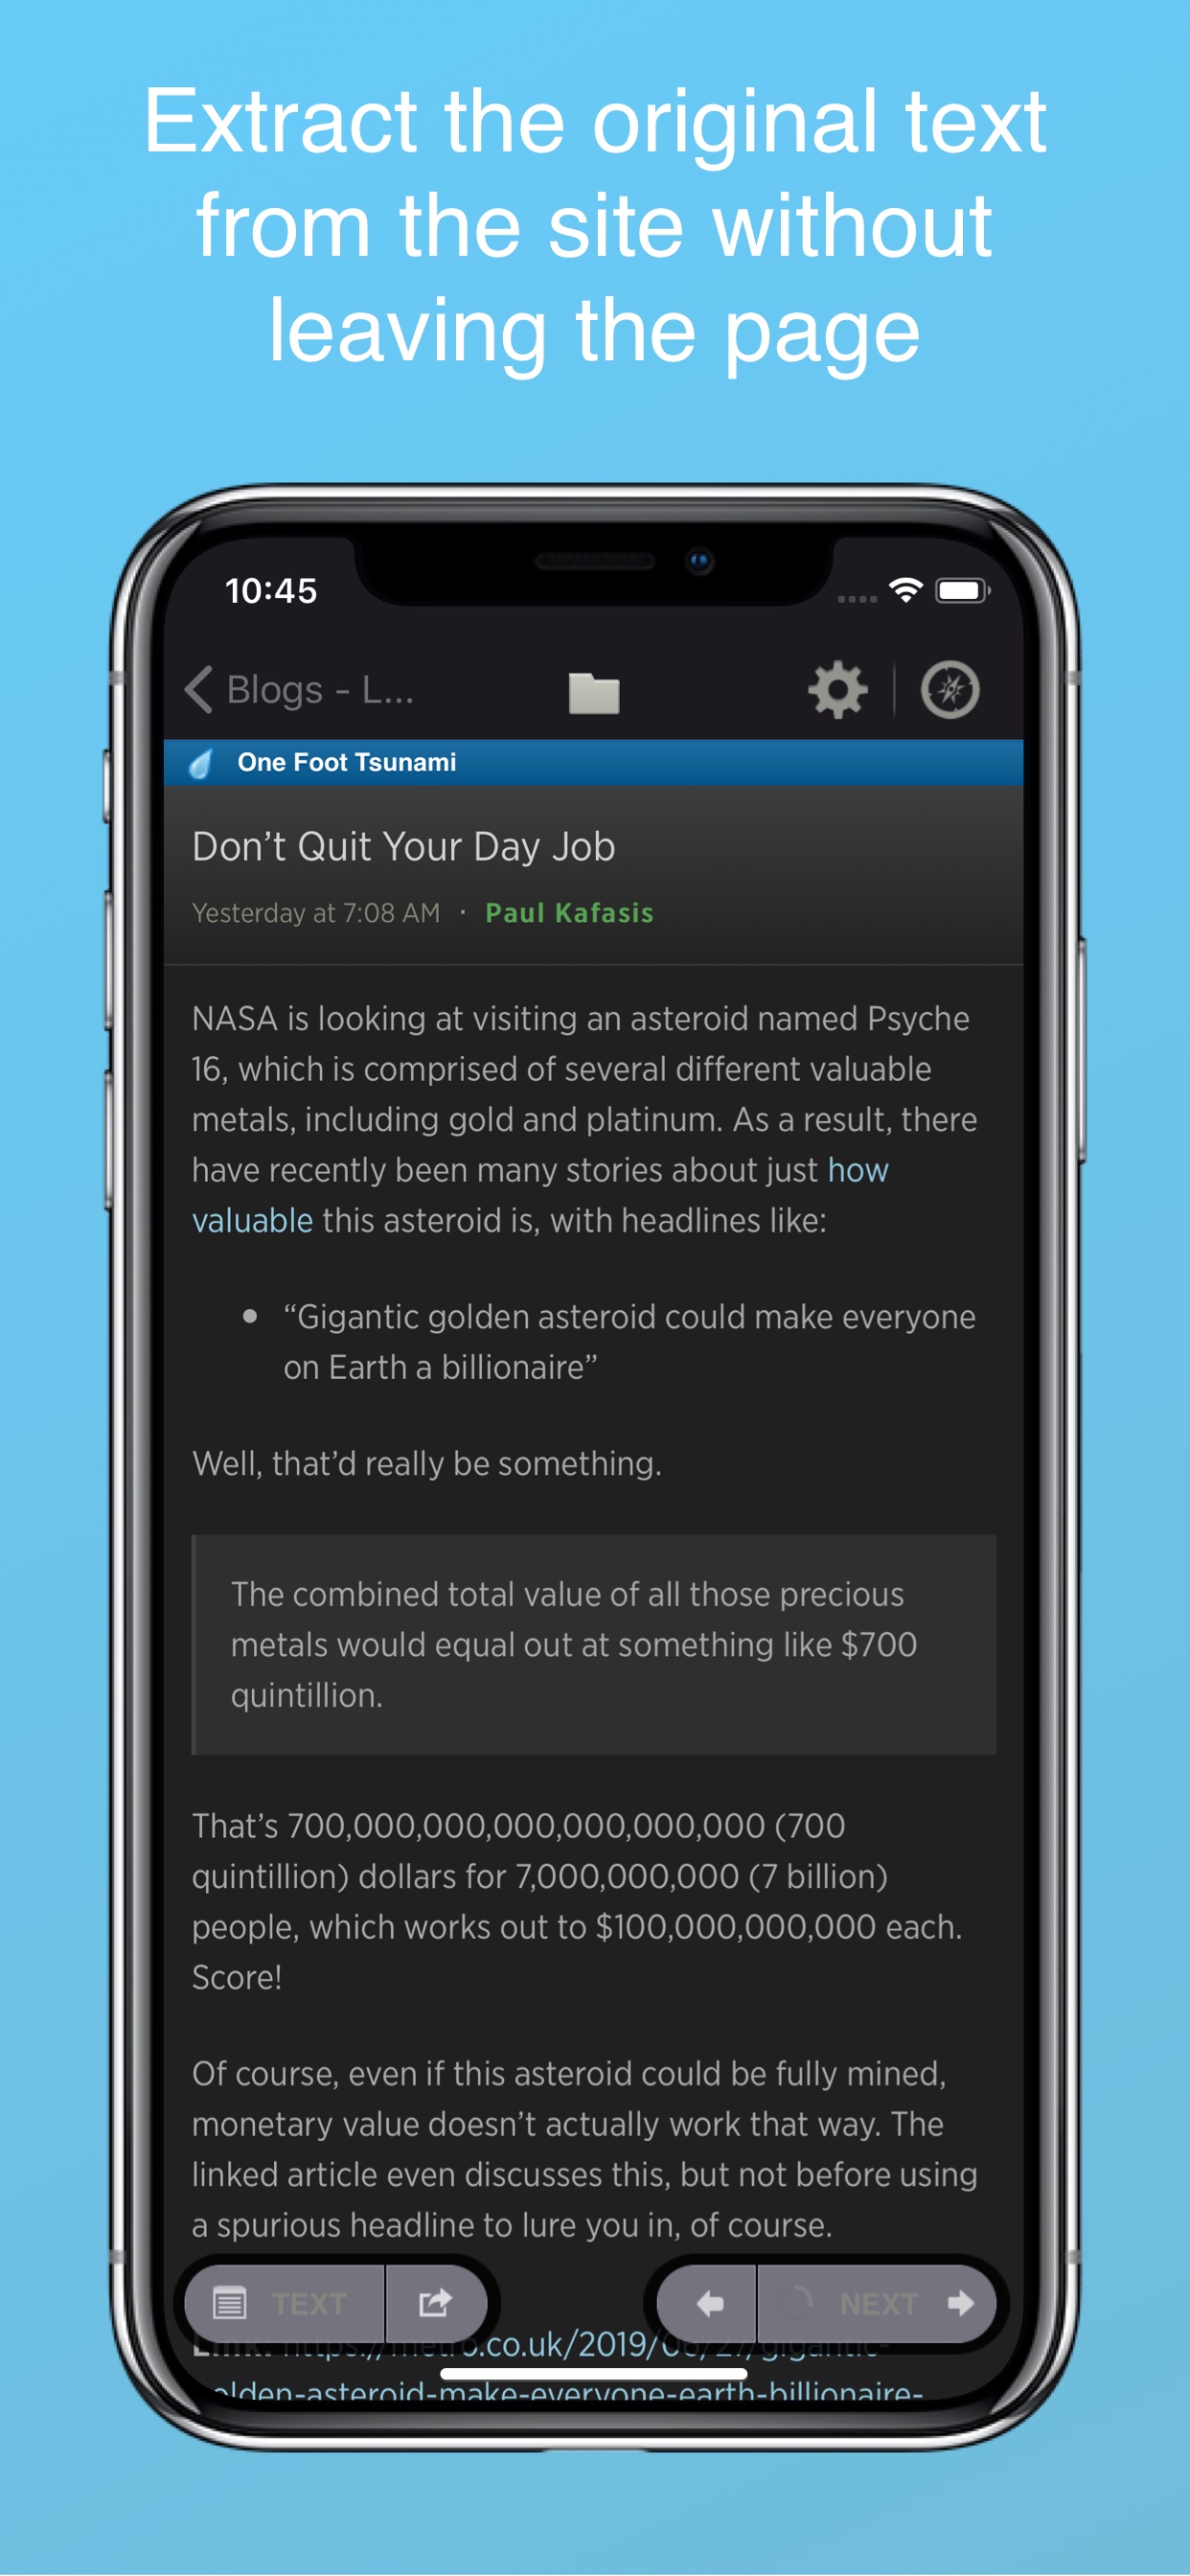 Extract the original text
from the site without
leaving the page
10:45
Blogs - L...
One Foot Tsunami
Don’t Quit Your Day Job
Yesterday at 7:08 AM · Paul Kafasis
NASA is looking at visiting an asteroid named Psyche
16, which is comprised of several different valuable
metals, including gold and platinum. As a result, there
have recently been many stories about just how
valuable this asteroid is, with headlines like:
• “Gigantic golden asteroid could make everyone
on Earth a billionaire”
Well, that’d really be something.
The combined total value of all those precious
metals would equal out at something like $700
quintillion.
That’s 700,000,000,000,000,000,000 (700
quintillion) dollars for 7,000,000,000 (7 billion)
people, which works out to $100,000,000,000 each.
Score!
Of course, even if this asteroid could be fully mined,
monetary value doesn’t actually work that way. The
linked article even discusses this, but not before using
a spurious headline to lure you in, of course.
TEXT
NEXT
Link: https://metro.co.uk/2019/06/27/gigantic-
olden-asteroid-make-everyone-earth-billionaire-